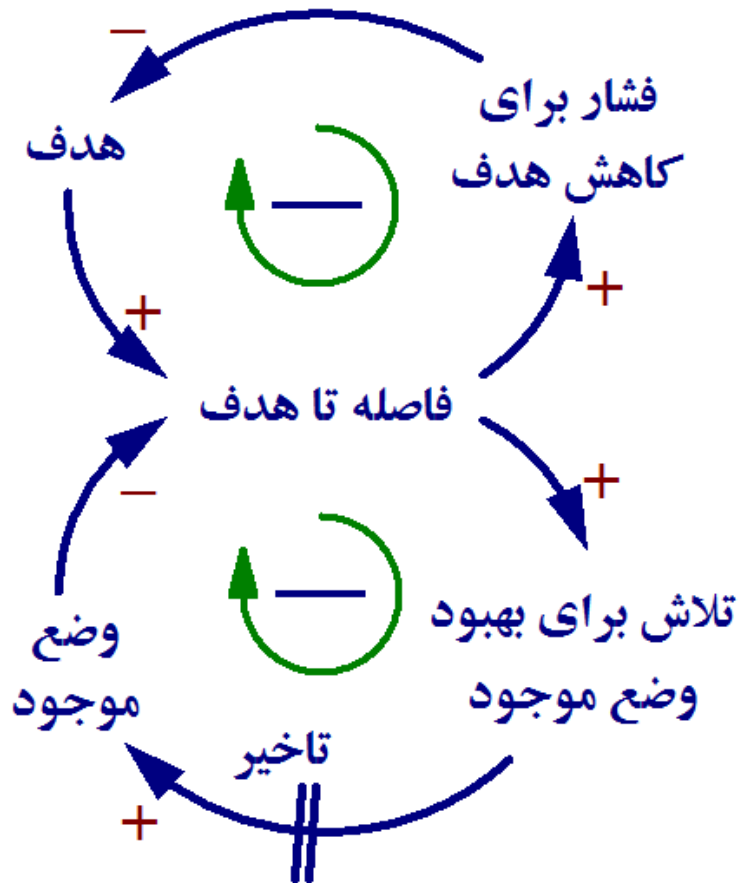 −
فشار برای
کاهش هدف
هدف
−
+
+
فاصله تا هدف
−
+
−
تلاش برای بهبود
وضع موجود
وضع
موجود
تاخیر
+